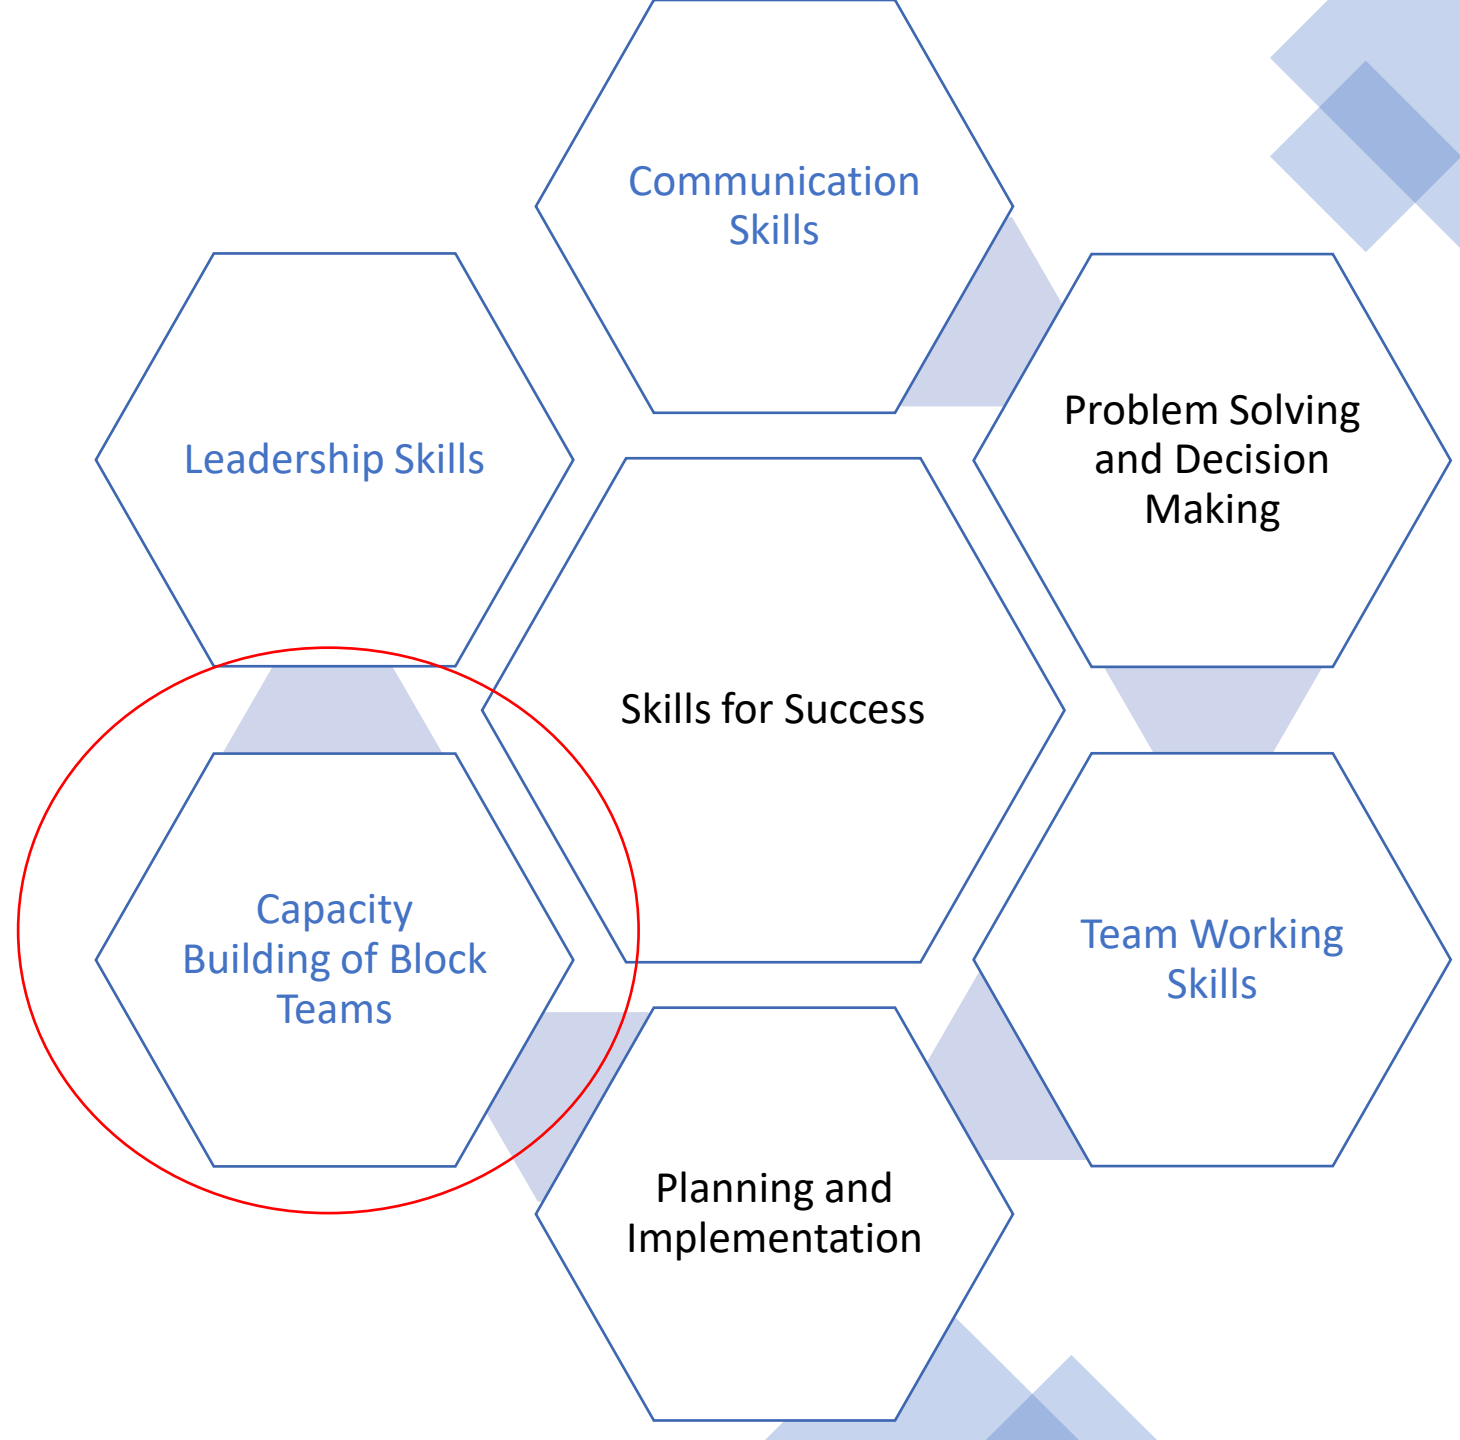 Communication
Skills
Problem Solving
and Decision
Making
Leadership Skills
Skills for Success
Capacity
Building of Block
Teams
Team Working
Skills
Planning and
Implementation